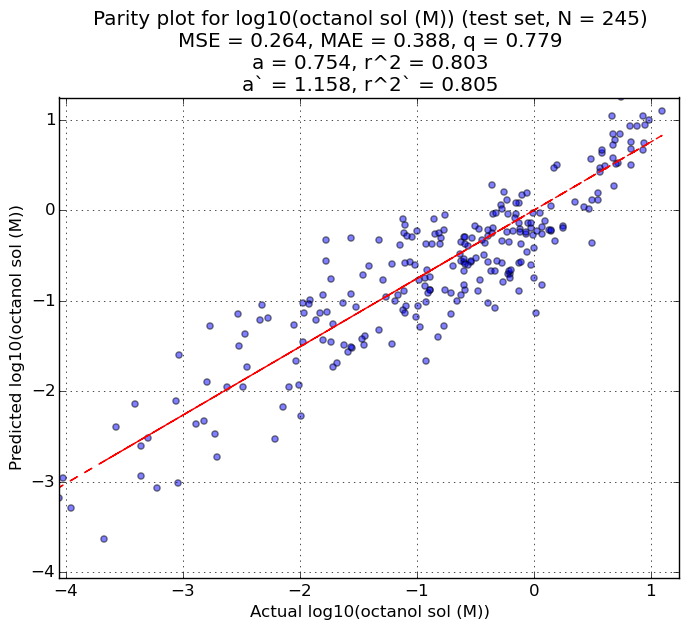 Parity plot for log10(octanol sol (M)) (test set, N = 245)
MSE = 0.264, MAE = 0.388, q = 0.779
a = 0.754, r^2 = 0.803
a` = 1.158, r^2` = 0.805
1
0
−1
−2
−3
−4
Predicted log10(octanol sol (M))
−4 −3 −2 −1 0 1
Actual log10(octanol sol (M))